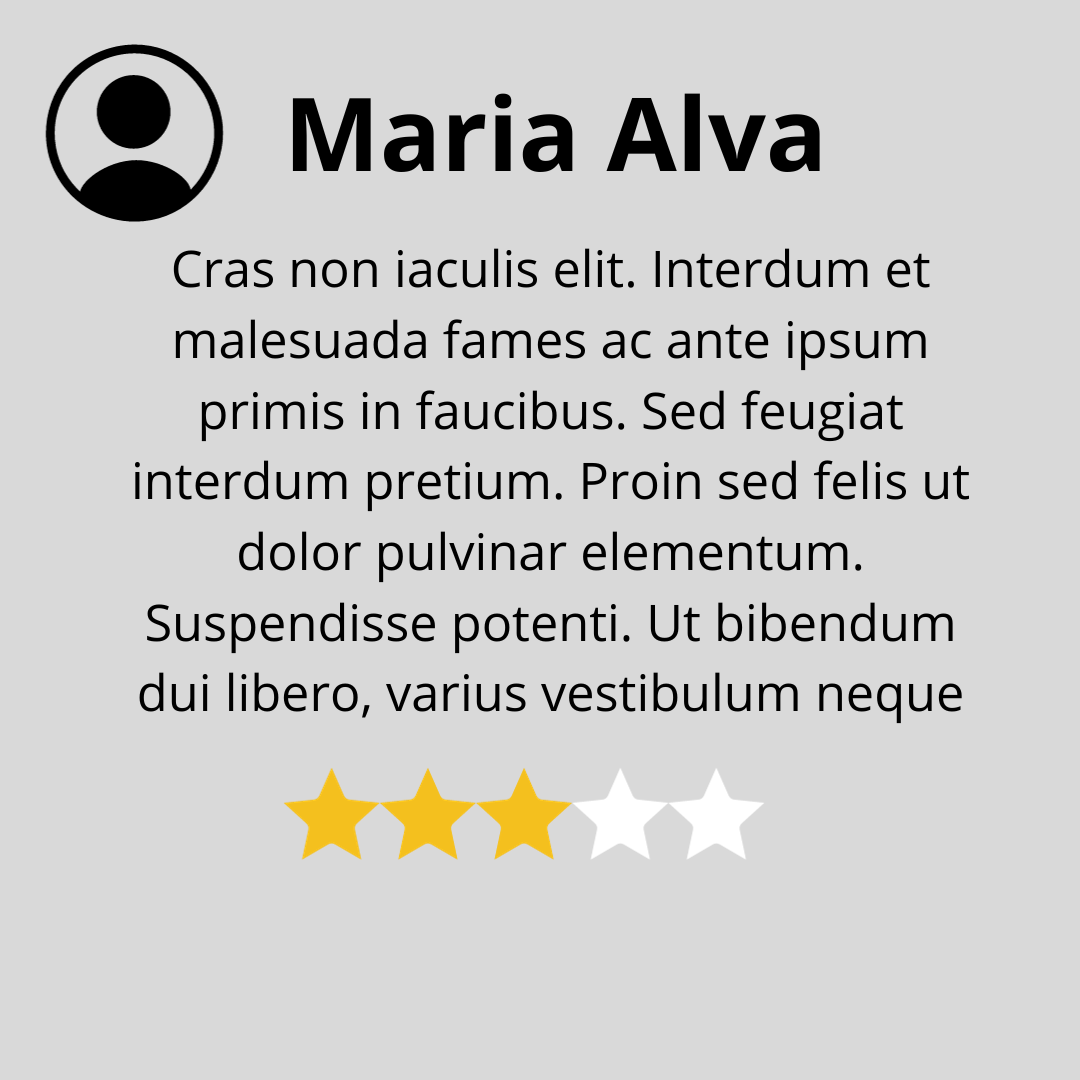 Maria Alva
Cras non iaculis elit. Interdum et
malesuada fames ac ante ipsum
primis in faucibus. Sed feugiat
interdum pretium. Proin sed felis ut
dolor pulvinar elementum.
Suspendisse potenti. Ut bibendum
dui libero, varius vestibulum neque